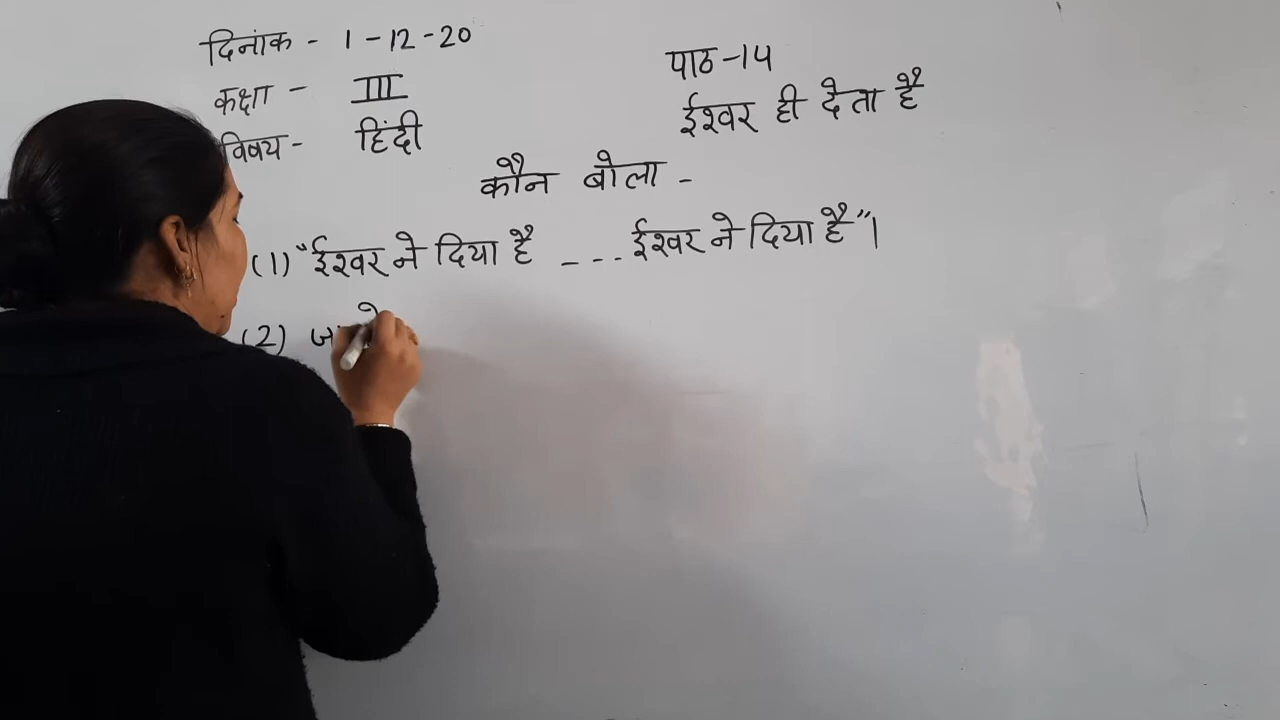 दिनांक - 1-12-20
कक्षा - III
विषय - हिंदी
पाठ-14
ईश्वर ही देता है
कौन बोला -
(1) "ईश्वर ने दिया है _ _ _ ईश्वर ने दिया है"।
(2)